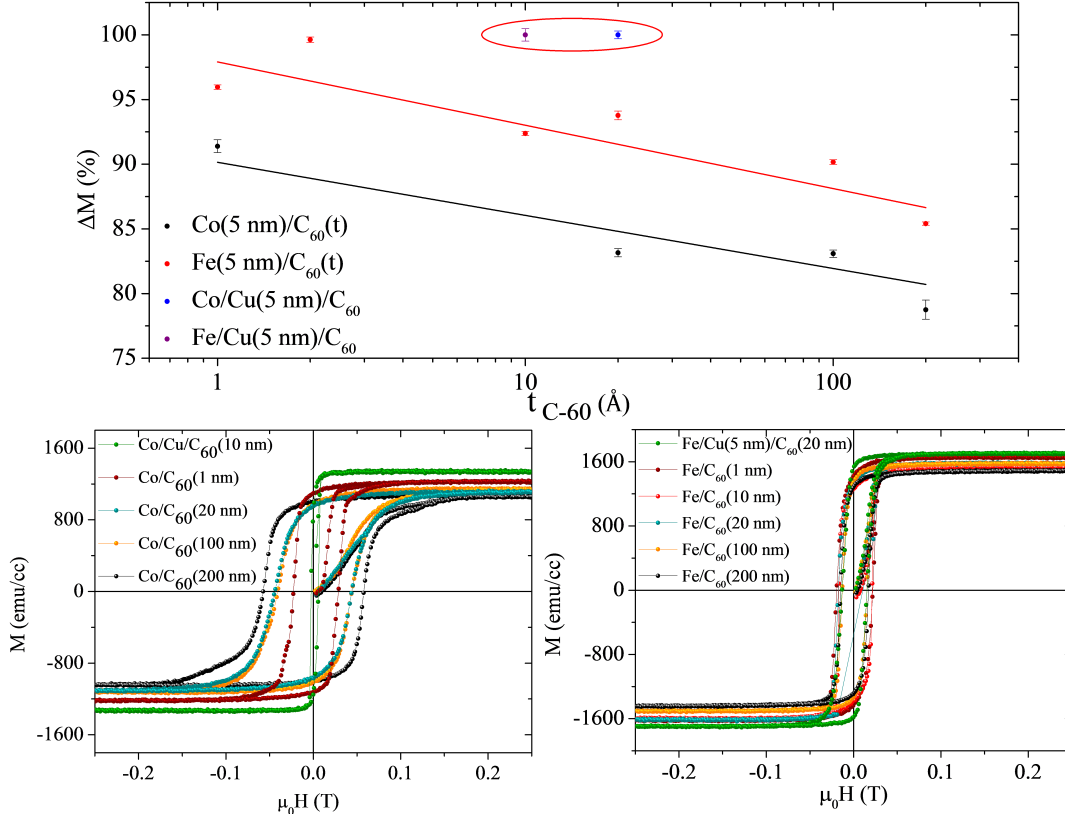 100
95
90
85
80
75
ΔM (%)
Co(5 nm)/C60(t)
Fe(5 nm)/C60(t)
Co/Cu(5 nm)/C60
Fe/Cu(5 nm)/C60
1 10 100
t C-60 (Å)
1600
800
0
-800
-1600
M (emu/cc)
Co/Cu/C60(10 nm)
Co/C60(1 nm)
Co/C60(20 nm)
Co/C60(100 nm)
Co/C60(200 nm)
-0.2 -0.1 0.0 0.1 0.2
μ0H (T)
1600
800
0
-800
-1600
M (emu/cc)
Fe/Cu(5 nm)/C60(20 nm)
Fe/C60(1 nm)
Fe/C60(10 nm)
Fe/C60(20 nm)
Fe/C60(100 nm)
Fe/C60(200 nm)
-0.2 -0.1 0.0 0.1 0.2
μ0H (T)